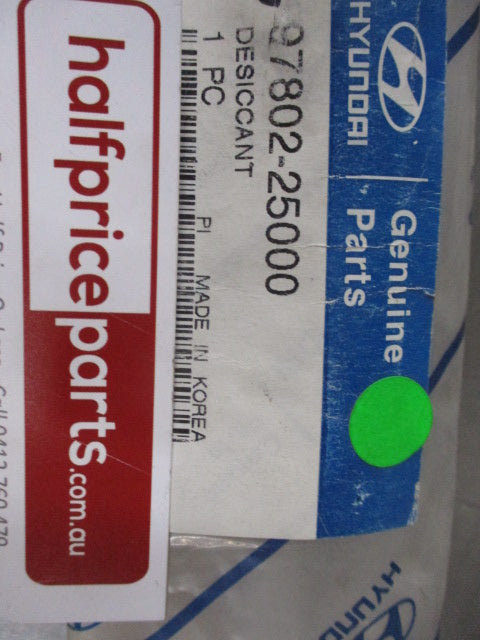 HYUNDAI
Genuine
Parts
97802-25000
DESICCANT
1 PC
PI MADE IN KOREA
halfpriceparts.com.au
HYUNDAI